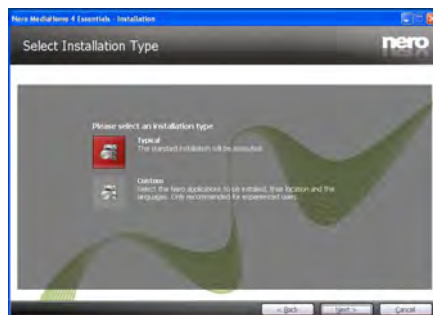 Nero MediaHome 4 Essentials - Installation
Select Installation Type
nero
Please select an installation type
Typical
The standard installation will be executed.
Custom
Select the Nero applications to be installed, their location and the
languages. Only recommended for experienced users.
< Back
Next >
Cancel